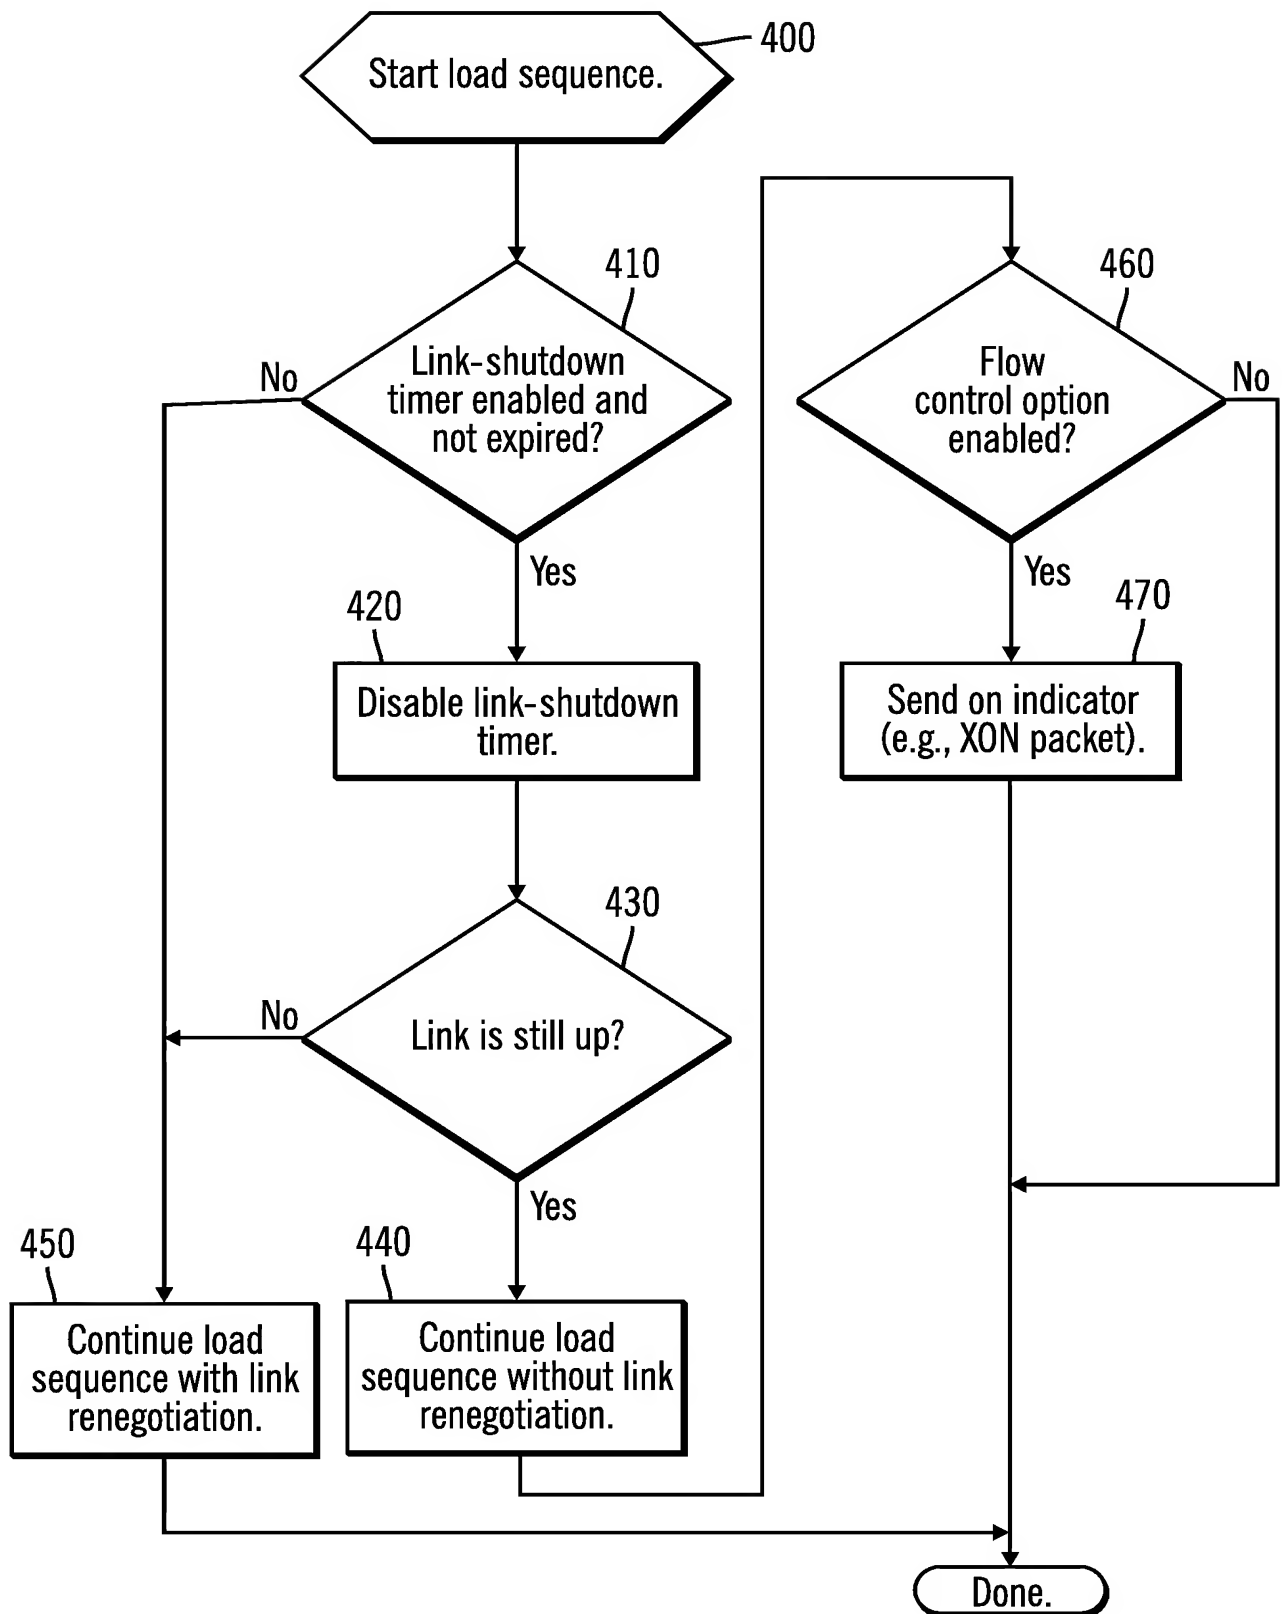 400
Start load sequence.
410
Link-shutdown
timer enabled and
not expired?
No
Yes
420
Disable link-shutdown
timer.
430
Link is still up?
No
Yes
450
Continue load
sequence with link
renegotiation.
440
Continue load
sequence without link
renegotiation.
460
Flow
control option
enabled?
No
Yes
470
Send on indicator
(e.g., XON packet).
Done.